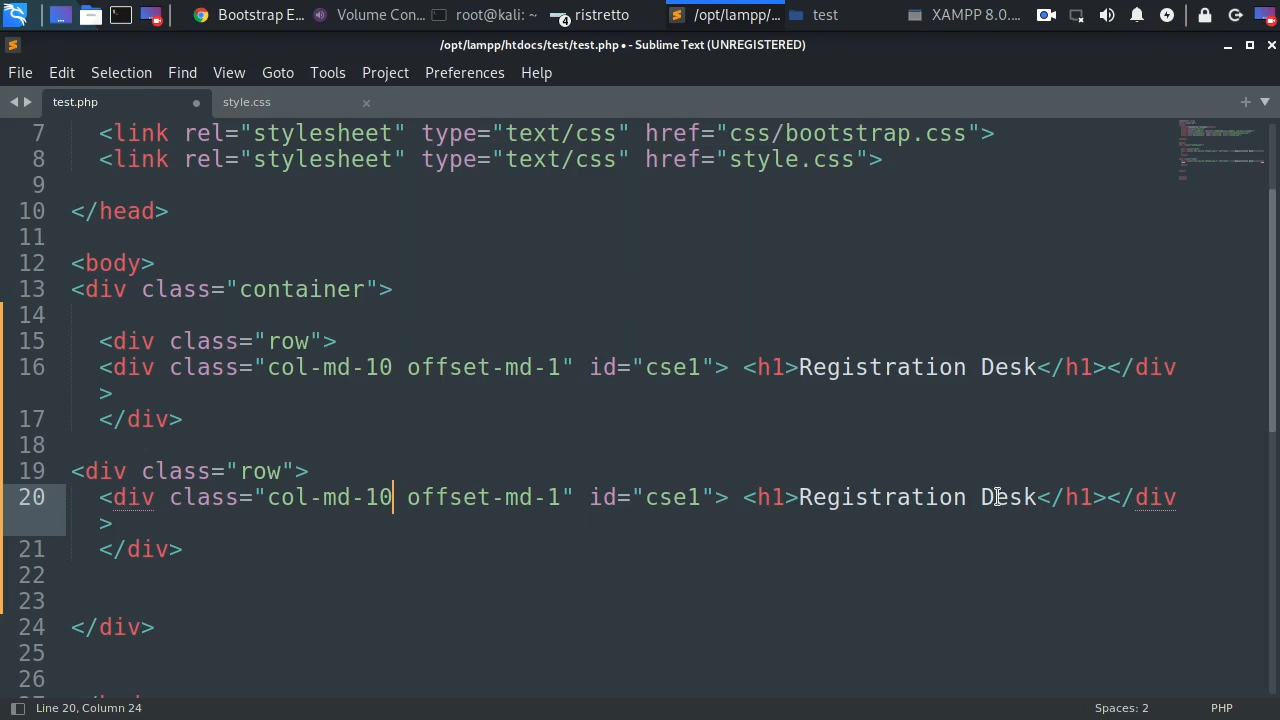 Bootstrap E... Volume Con... root@kali: ~ 4 ristretto /opt/lampp/... test XAMPP 8.0....
/opt/lampp/htdocs/test/test.php • - Sublime Text (UNREGISTERED)
File Edit Selection Find View Goto Tools Project Preferences Help
test.php style.css
7 <link rel="stylesheet" type="text/css" href="css/bootstrap.css">
8 <link rel="stylesheet" type="text/css" href="style.css">
9
10 </head>
11
12 <body>
13 <div class="container">
14
15 <div class="row">
16 <div class="col-md-10 offset-md-1" id="cse1"> <h1>Registration Desk</h1></div
>
17 </div>
18
19 <div class="row">
20 <div class="col-md-10 offset-md-1" id="cse1"> <h1>Registration Desk</h1></div
>
21 </div>
22
23
24 </div>
25
26
Line 20, Column 24 Spaces: 2 PHP